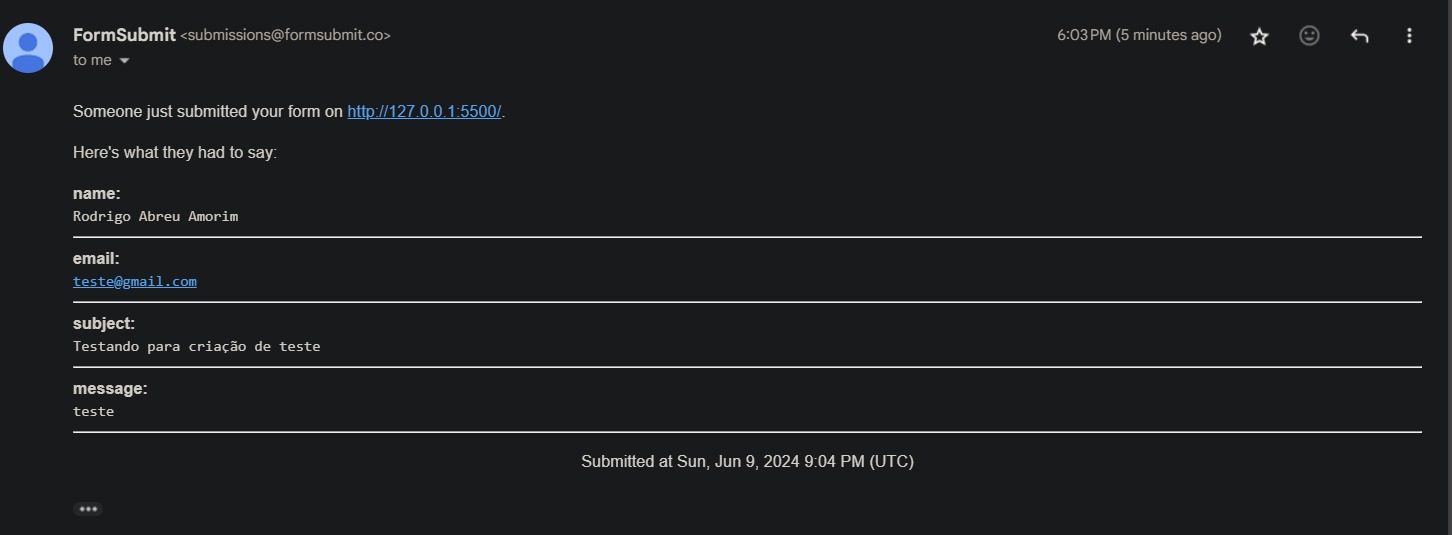 FormSubmit <submissions@formsubmit.co> 6:03 PM (5 minutes ago)
to me
Someone just submitted your form on http://127.0.0.1:5500/.
Here's what they had to say:
name:
Rodrigo Abreu Amorim
email:
teste@gmail.com
subject:
Testando para criação de teste
message:
teste
Submitted at Sun, Jun 9, 2024 9:04 PM (UTC)